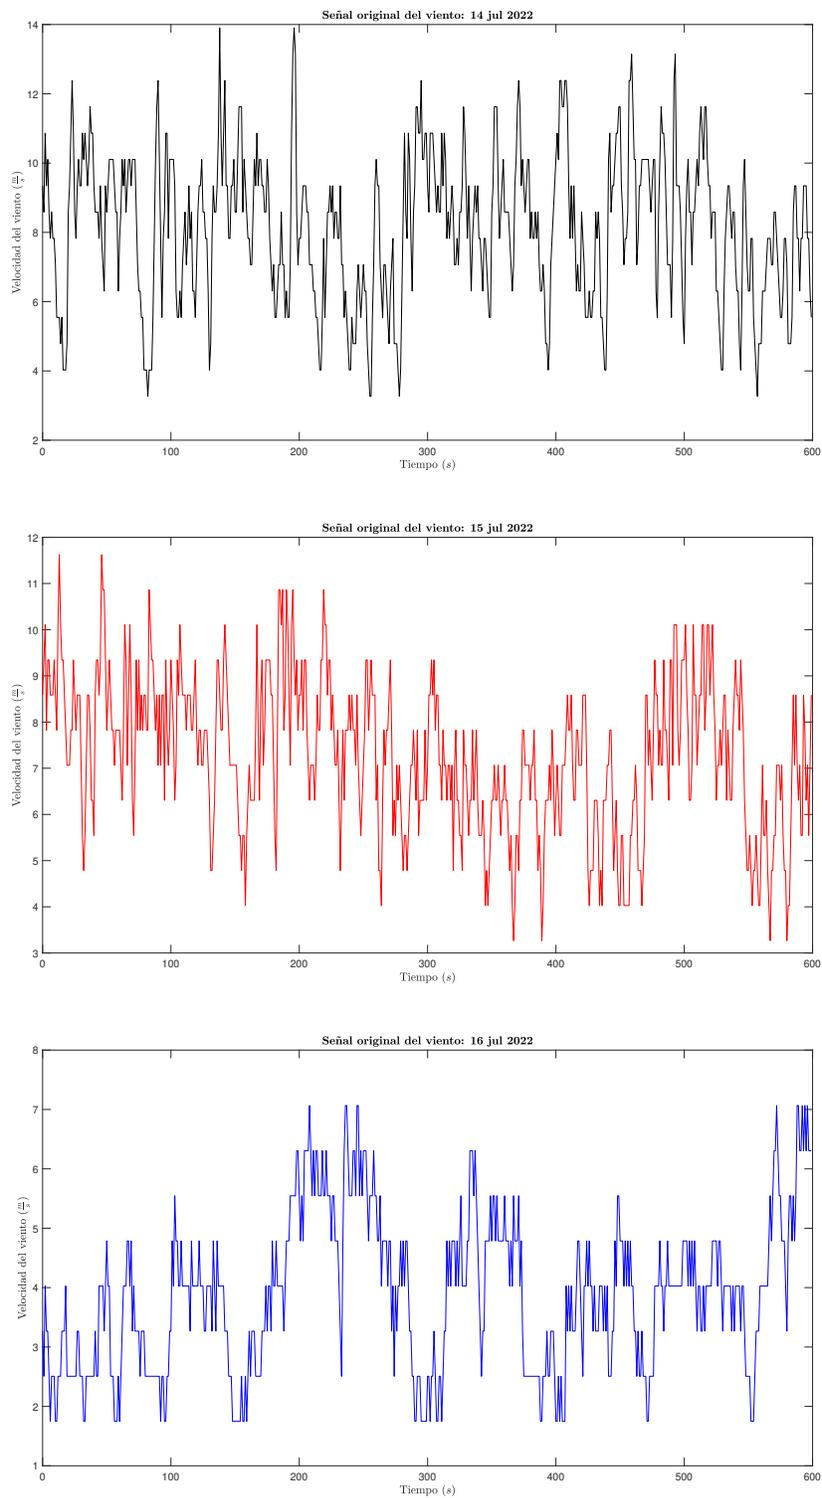 Señal original del viento: 14 jul 2022
14
12
10
8
6
4
2
Velocidad del viento (m/s)
0 100 200 300 400 500 600
Tiempo (s)
Señal original del viento: 15 jul 2022
12
11
10
9
8
7
6
5
4
3
Velocidad del viento (m/s)
0 100 200 300 400 500 600
Tiempo (s)
Señal original del viento: 16 jul 2022
8
7
6
5
4
3
2
1
Velocidad del viento (m/s)
0 100 200 300 400 500 600
Tiempo (s)